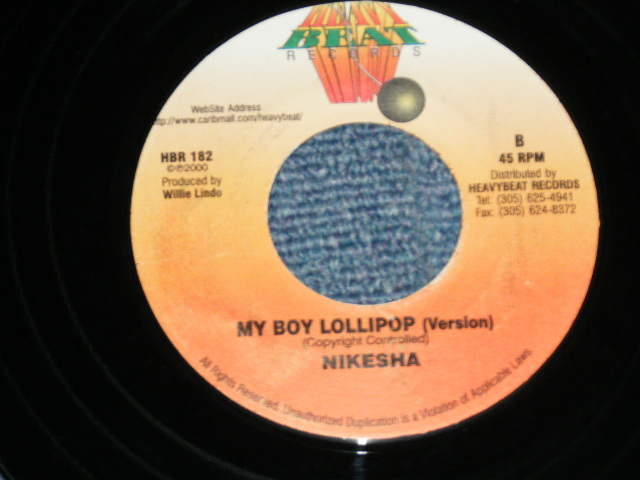 HEAVY
BEAT
RECORDS
WebSite Address
http://www.caribmall.com/heavybeat/
HBR 182
©℗2000
Produced by
Willie Lindo
B
45 RPM
Distributed by
HEAVYBEAT RECORDS
Tel: (305) 625-4941
Fax: (305) 624-8372
MY BOY LOLLIPOP (Version)
(Copyright Controlled)
NIKESHA
All Rights Reserved. Unauthorized Duplication is a Violation of Applicable Laws.